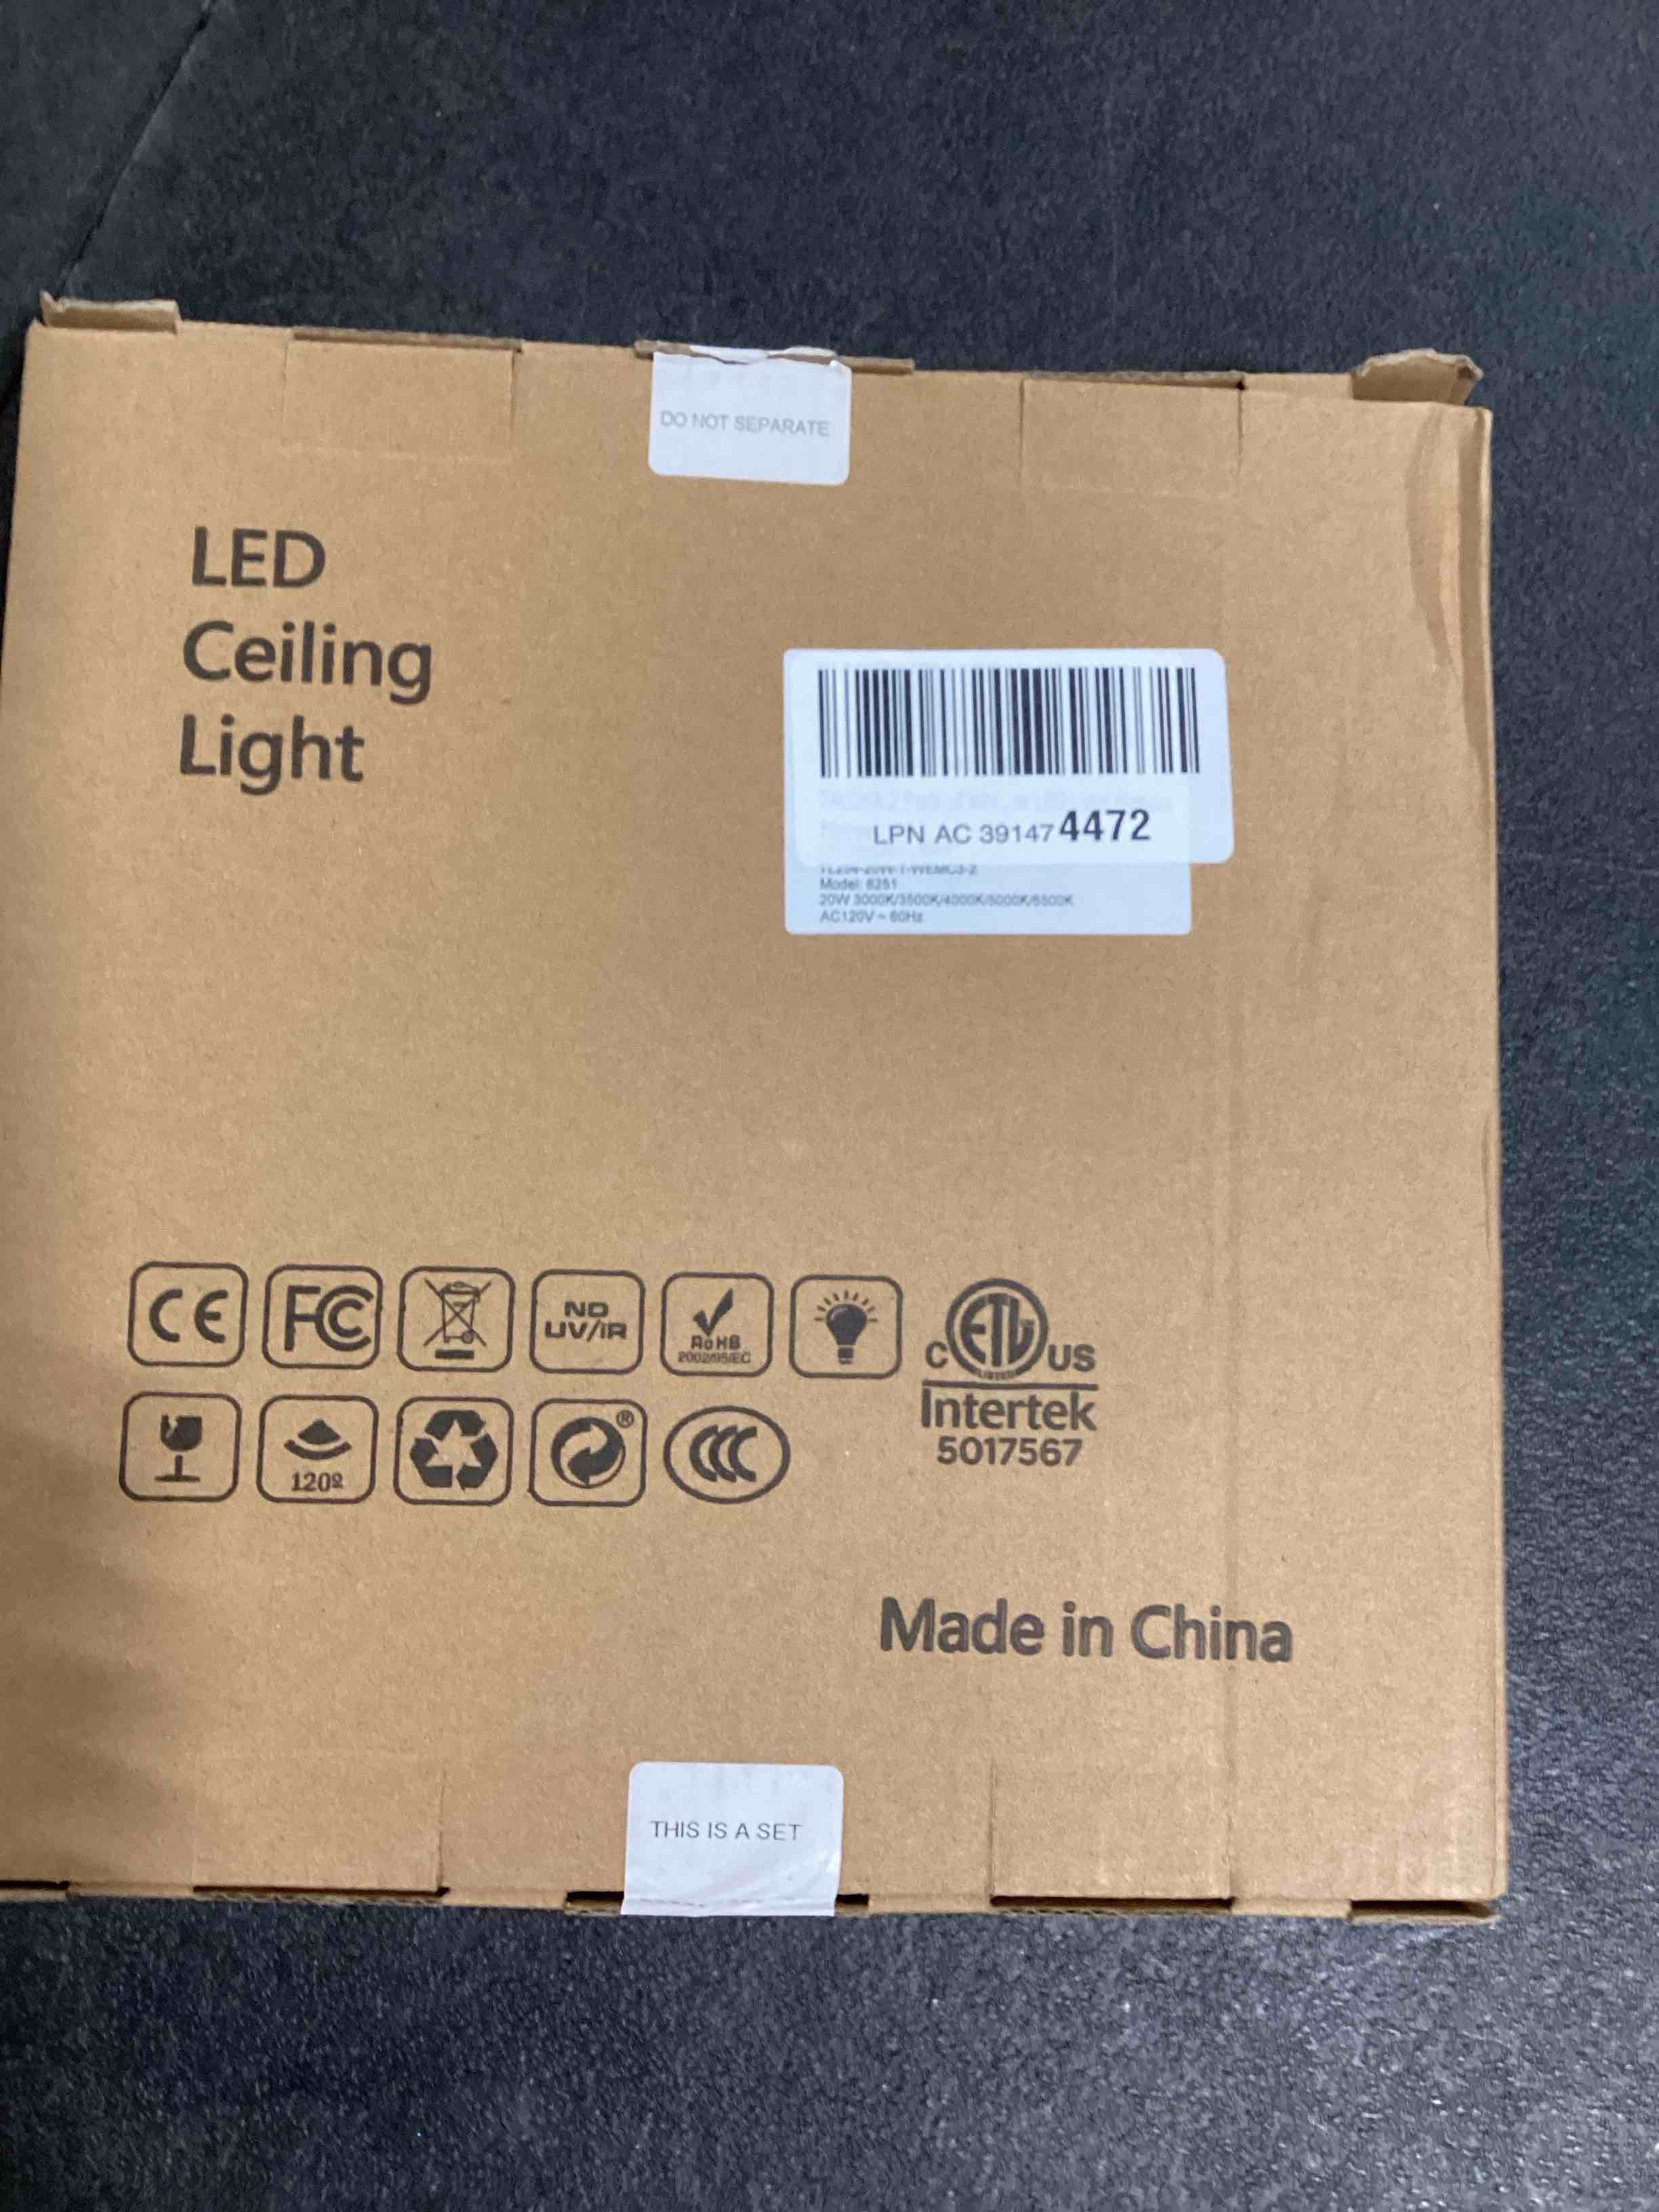 DO NOT SEPARATE
LED
Ceiling
Light
LPN AC 391474472
Model: 8251
20W 3000K/3500K/4000K/5000K/6500K
AC120V ~ 60Hz
CE
FC
NO
UV/IR
RoHS
2002/95/EC
C ETL US
LISTED
Intertek
5017567
120º
®
CCC
Made in China
THIS IS A SET